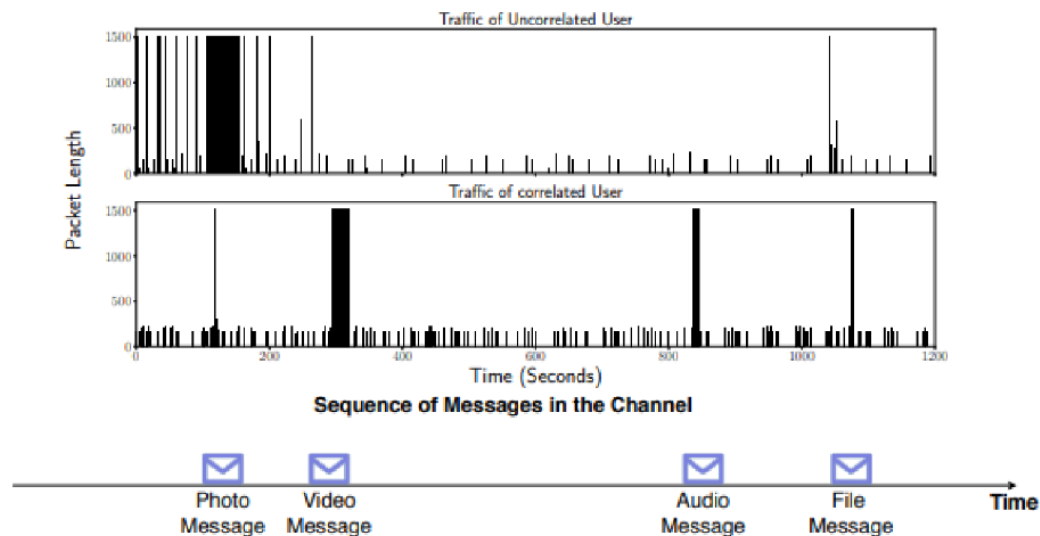 Traffic of Uncorrelated User
1500
1000
500
0
Packet Length
Traffic of correlated User
1500
1000
500
0
0 200 400 600 800 1000 1200
Time (Seconds)
Sequence of Messages in the Channel
Photo Message
Video Message
Audio Message
File Message
Time